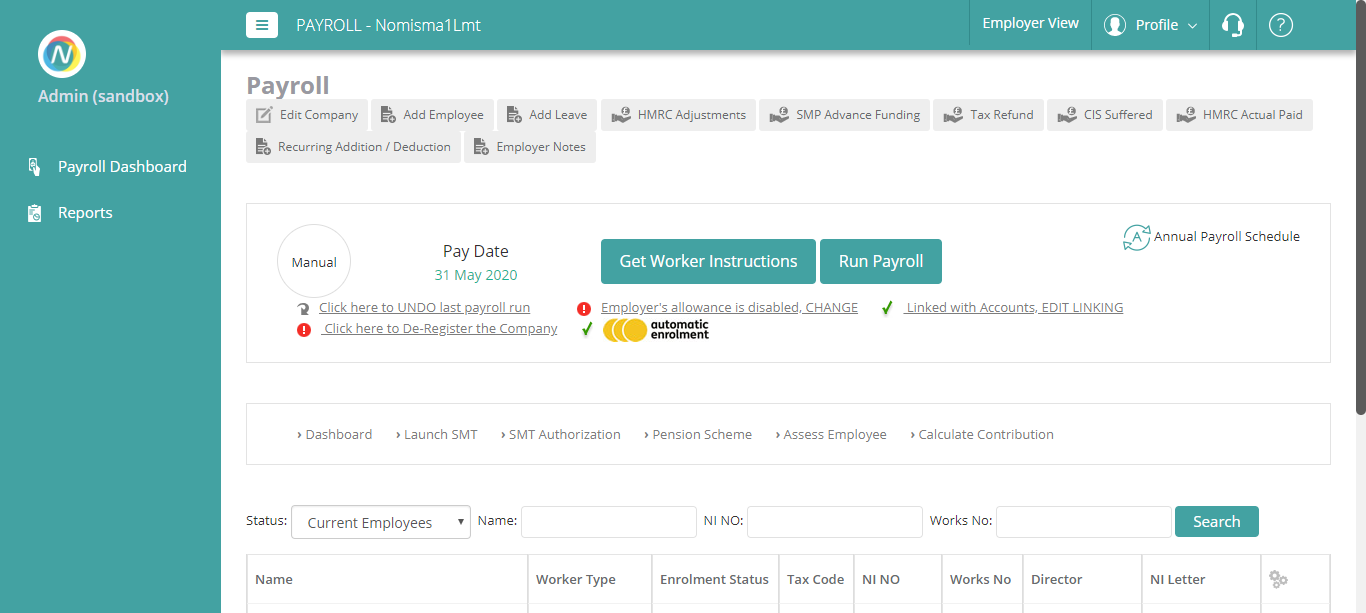 PAYROLL - Nomisma1Lmt
Employer View
Profile
?
N
Admin (sandbox)
Payroll Dashboard
Reports
Payroll
Edit Company
Add Employee
Add Leave
HMRC Adjustments
SMP Advance Funding
Tax Refund
CIS Suffered
HMRC Actual Paid
Recurring Addition / Deduction
Employer Notes
Manual
Pay Date
31 May 2020
Get Worker Instructions
Run Payroll
A
Annual Payroll Schedule
Click here to UNDO last payroll run
Employer's allowance is disabled, CHANGE
Linked with Accounts, EDIT LINKING
Click here to De-Register the Company
automatic
enrolment
› Dashboard
› Launch SMT
› SMT Authorization
› Pension Scheme
› Assess Employee
› Calculate Contribution
Status:
Current Employees
Name:
NI NO:
Works No:
Search
Name
Worker Type
Enrolment Status
Tax Code
NI NO
Works No
Director
NI Letter